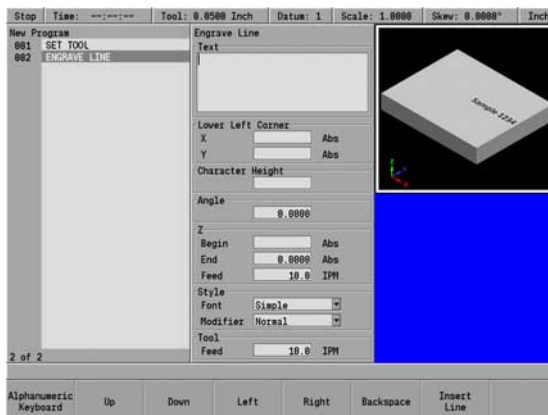 Stop Time: --:--:-- Tool: 0.0500 Inch Datum: 1 Scale: 1.0000 Skew: 0.0000° Inch
New Program
001 SET TOOL
002 ENGRAVE LINE
2 of 2
Engrave Line
Text
Lower Left Corner
X Abs
Y Abs
Character Height
Angle
0.0000
Z
Begin Abs
End 0.0000 Abs
Feed 10.0 IPM
Style
Font Simple
Modifier Normal
Tool
Feed 10.0 IPM
Sample 1234
Z
Y
X
Alphanumeric Keyboard
Up
Down
Left
Right
Backspace
Insert Line